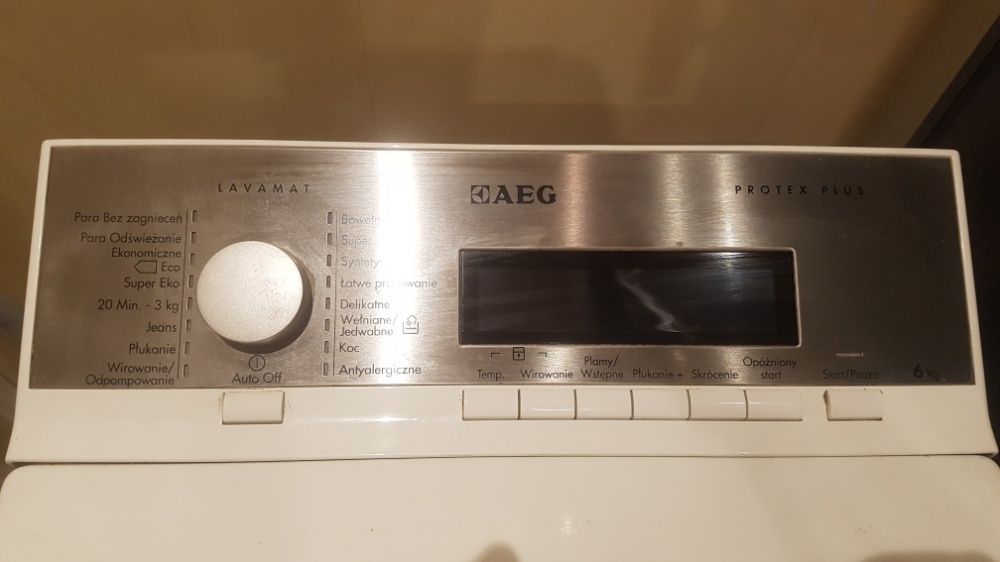 LAVAMAT
AEG
PROTEX PLUS
Para Bez zagnieceń
Para Odświeżanie
Ekonomiczne
Eco
Super Eko
20 Min. - 3 kg
Jeans
Płukanie
Wirowanie/
Odpompowanie
Super
Łatwe prasowanie
Delikatne
Wełniane/
Jedwabne
Koc
Antyalergiczne
Auto Off
Temp.
Wirowanie
Plamy/
Wstępne
Płukanie +
Skrócenie
Opóźniony
start
Start/Pauza
6 kg